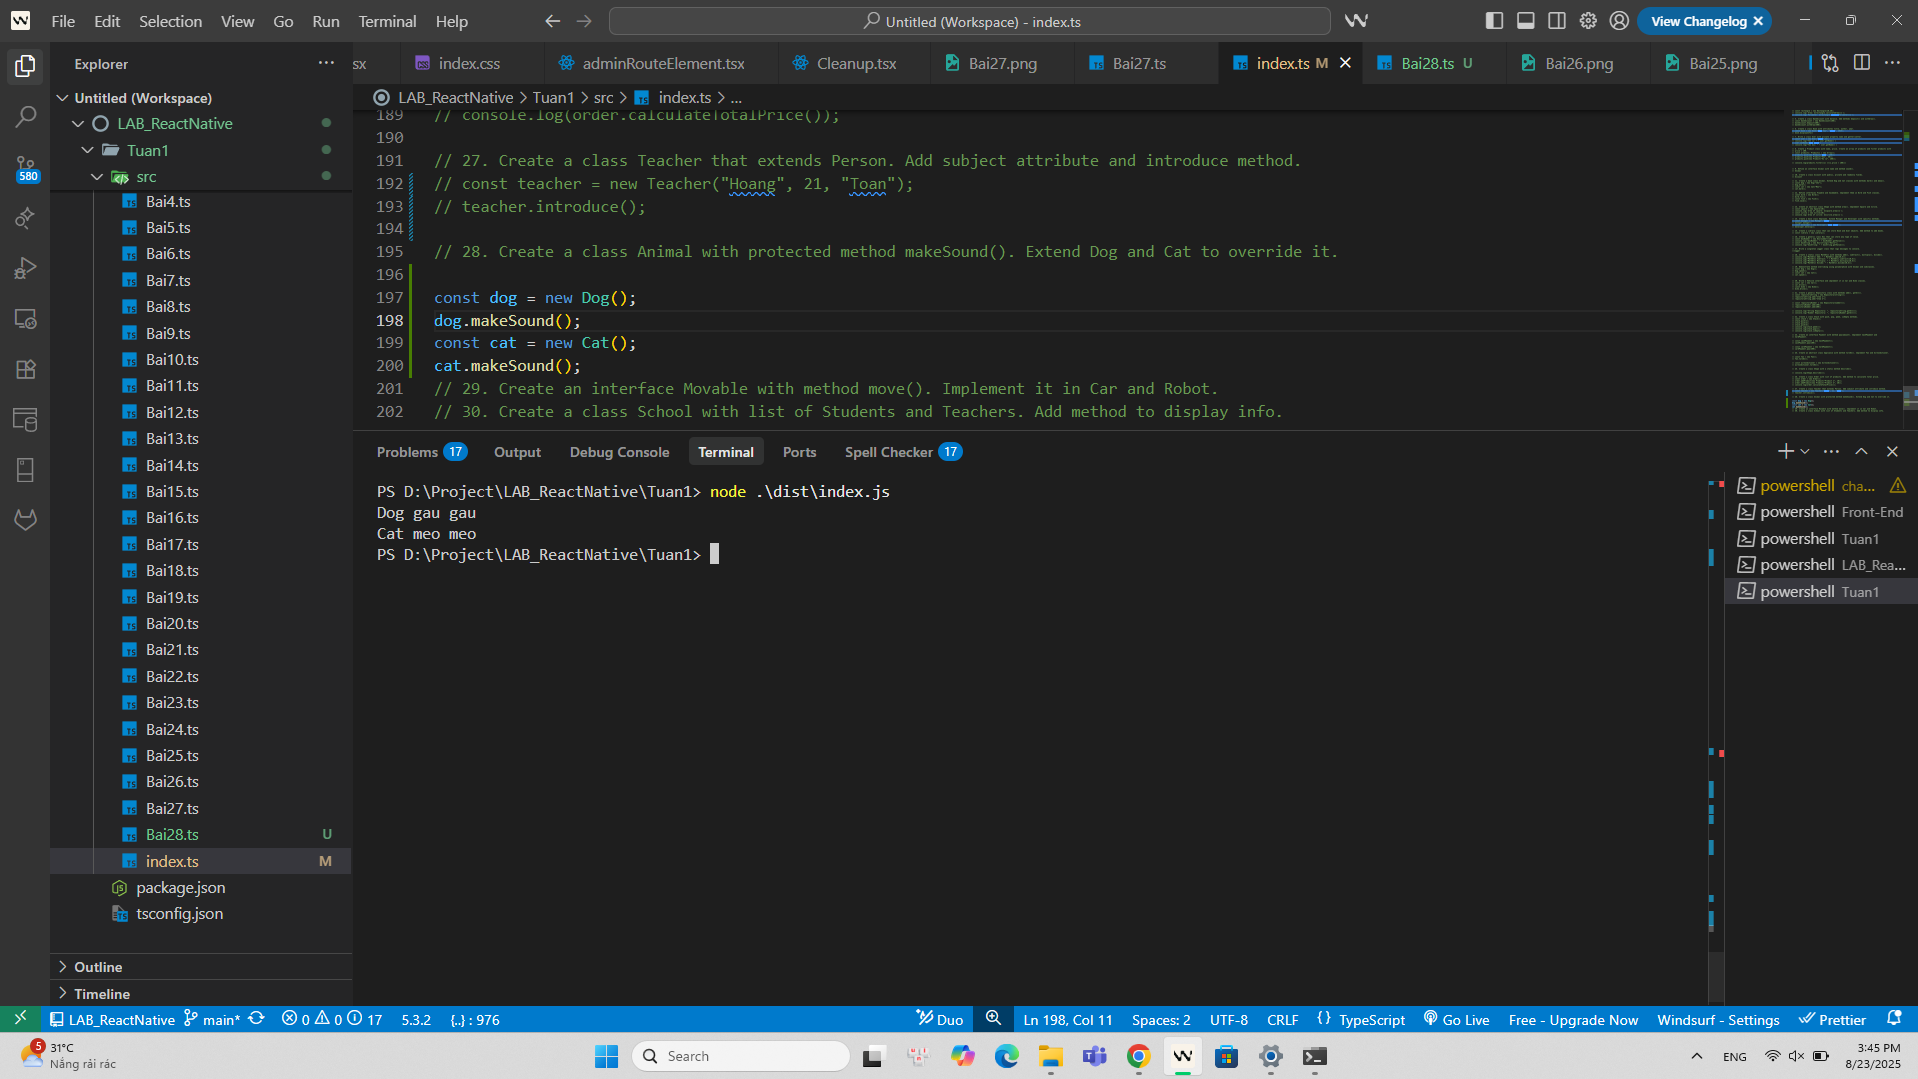 File Edit Selection View Go Run Terminal Help
Untitled (Workspace) - index.ts
View Changelog
Explorer
sx
index.css
adminRouteElement.tsx
Cleanup.tsx
Bai27.png
Bai27.ts
index.ts M
Bai28.ts U
Bai26.png
Bai25.png
Untitled (Workspace)
LAB_ReactNative
Tuan1
src
Bai4.ts
Bai5.ts
Bai6.ts
Bai7.ts
Bai8.ts
Bai9.ts
Bai10.ts
Bai11.ts
Bai12.ts
Bai13.ts
Bai14.ts
Bai15.ts
Bai16.ts
Bai17.ts
Bai18.ts
Bai19.ts
Bai20.ts
Bai21.ts
Bai22.ts
Bai23.ts
Bai24.ts
Bai25.ts
Bai26.ts
Bai27.ts
Bai28.ts U
index.ts M
package.json
tsconfig.json
Outline
Timeline
580
LAB_ReactNative > Tuan1 > src > index.ts > ...
189 // console.log(order.calculateTotalPrice());
190
191 // 27. Create a class Teacher that extends Person. Add subject attribute and introduce method.
192 // const teacher = new Teacher("Hoang", 21, "Toan");
193 // teacher.introduce();
194
195 // 28. Create a class Animal with protected method makeSound(). Extend Dog and Cat to override it.
196
197 const dog = new Dog();
198 dog.makeSound();
199 const cat = new Cat();
200 cat.makeSound();
201 // 29. Create an interface Movable with method move(). Implement it in Car and Robot.
202 // 30. Create a class School with list of Students and Teachers. Add method to display info.
Problems 17 Output Debug Console Terminal Ports Spell Checker 17
PS D:\Project\LAB_ReactNative\Tuan1> node .\dist\index.js
Dog gau gau
Cat meo meo
PS D:\Project\LAB_ReactNative\Tuan1>
powershell cha...
powershell Front-End
powershell Tuan1
powershell LAB_Rea...
powershell Tuan1
LAB_ReactNative main* 0 0 17 5.3.2 {..} : 976
Duo Ln 198, Col 11 Spaces: 2 UTF-8 CRLF {} TypeScript Go Live Free - Upgrade Now Windsurf - Settings Prettier
5
31°C
Nắng rải rác
Search
ENG
3:45 PM
8/23/2025